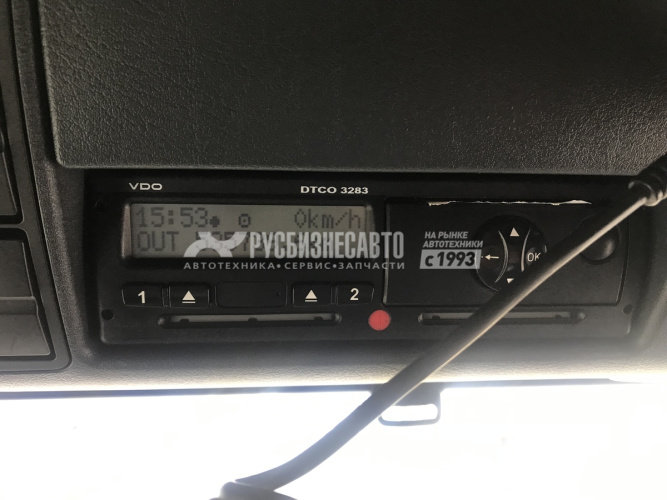 VDO
DTCO 3283
15:53
0km/h
OUT
РУСБИЗНЕСАВТО
АВТОТЕХНИКА•СЕРВИС•ЗАПЧАСТИ
НА РЫНКЕ
АВТОТЕХНИКИ
с 1993
1
2
OK